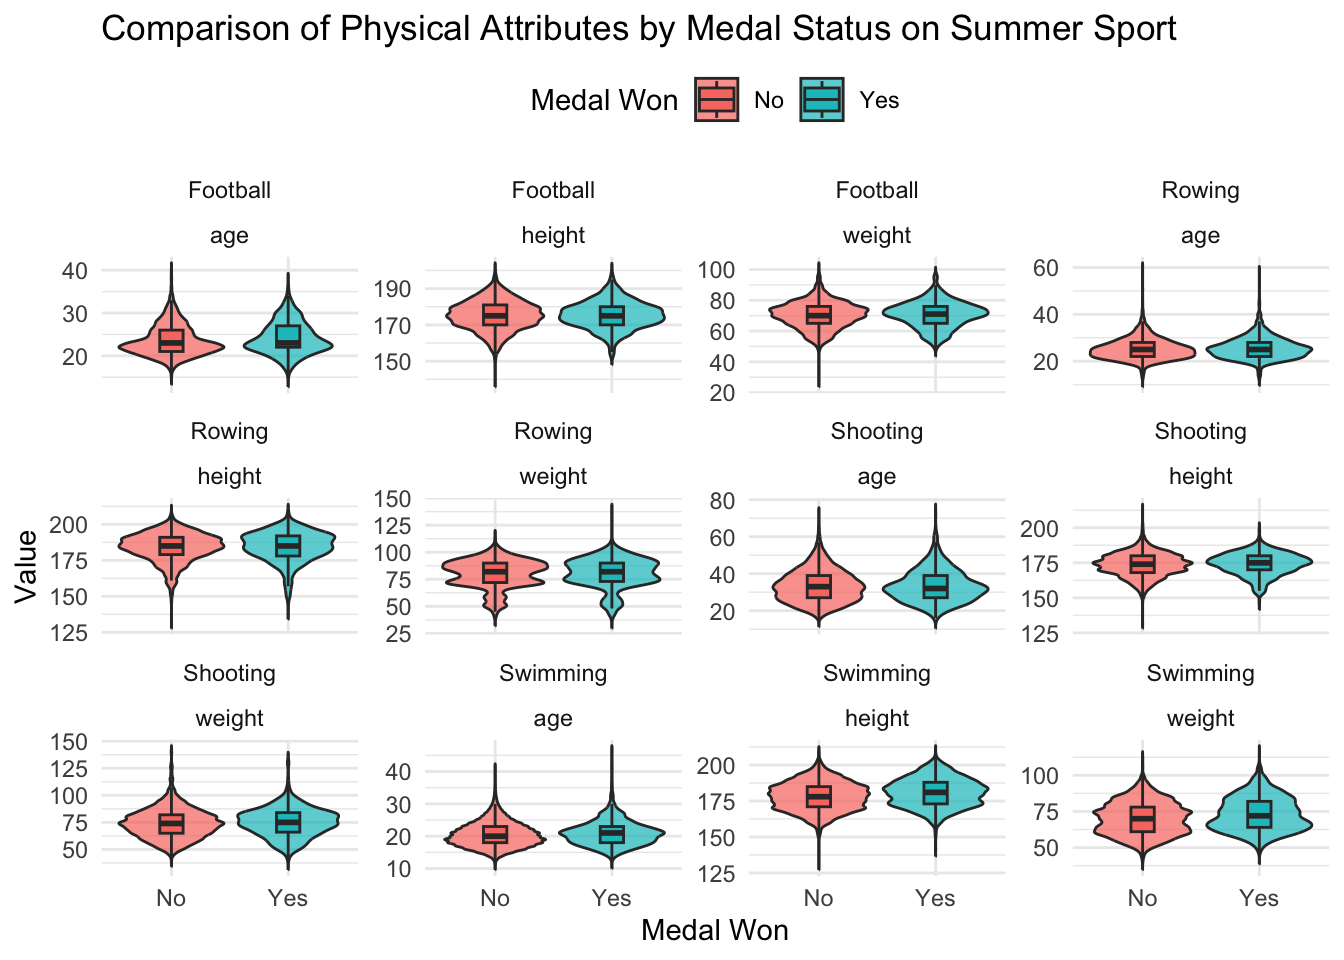 Comparison of Physical Attributes by Medal Status on Summer Sport
Medal Won No Yes
Football Football Football Rowing
age height weight age
40 30 20
190 170 150
100 80 60 40 20
60 40 20
Rowing Rowing Shooting Shooting
height weight age height
200 175 150 125
150 125 100 75 50 25
80 60 40 20
200 175 150 125
Value
Shooting Swimming Swimming Swimming
weight age height weight
150 125 100 75 50
40 30 20 10
200 175 150 125
100 75 50
No Yes No Yes No Yes No Yes
Medal Won